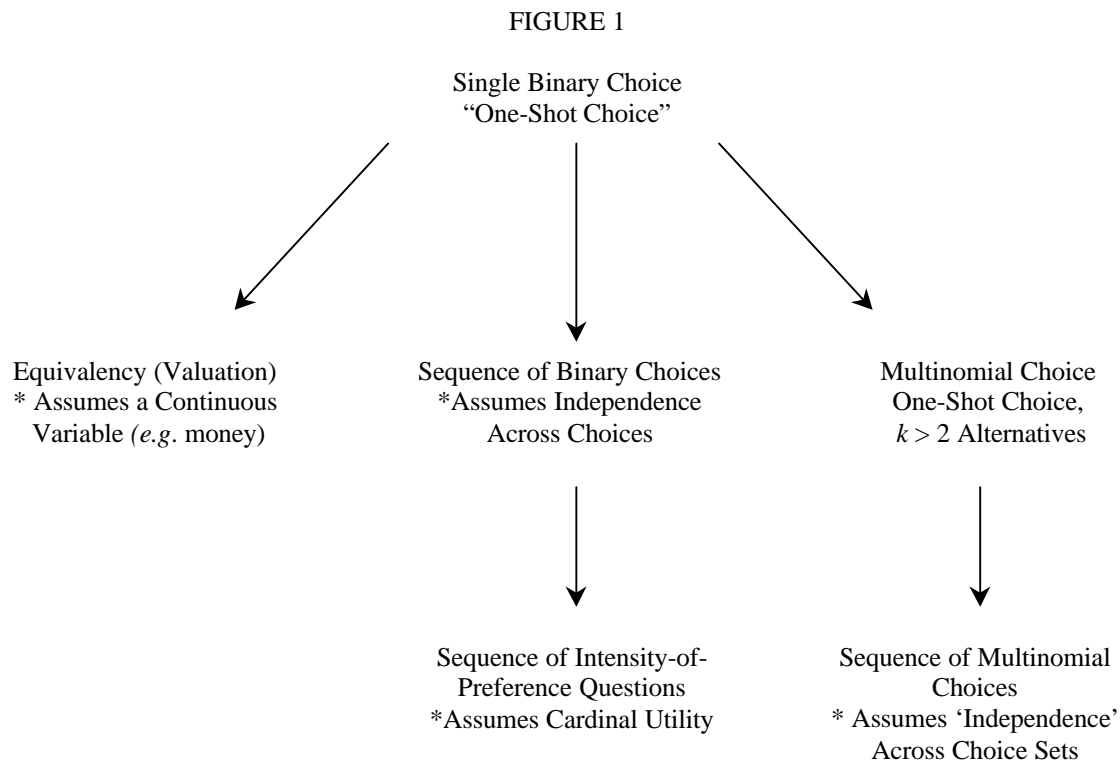 FIGURE 1
Single Binary Choice
“One-Shot Choice”
Equivalency (Valuation)
* Assumes a Continuous
Variable (e.g. money)
Sequence of Binary Choices
*Assumes Independence
Across Choices
Multinomial Choice
One-Shot Choice,
k > 2 Alternatives
Sequence of Intensity-of-
Preference Questions
*Assumes Cardinal Utility
Sequence of Multinomial
Choices
* Assumes ‘Independence’
Across Choice Sets